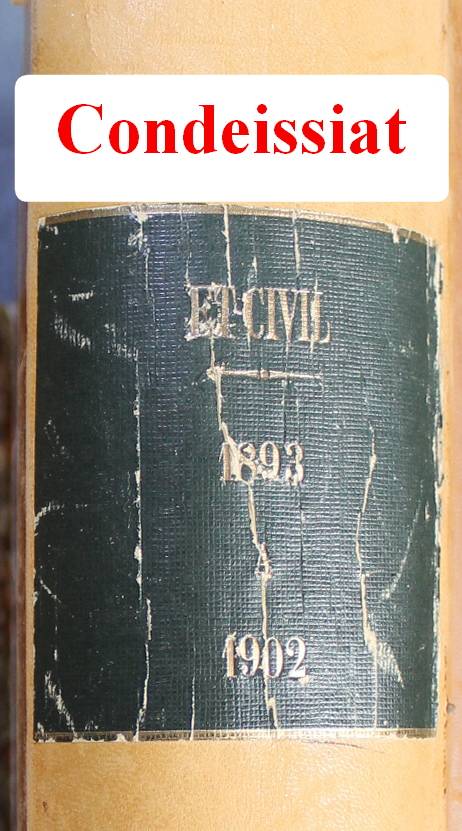 Condeissiat
ET CIVIL
1893
1902